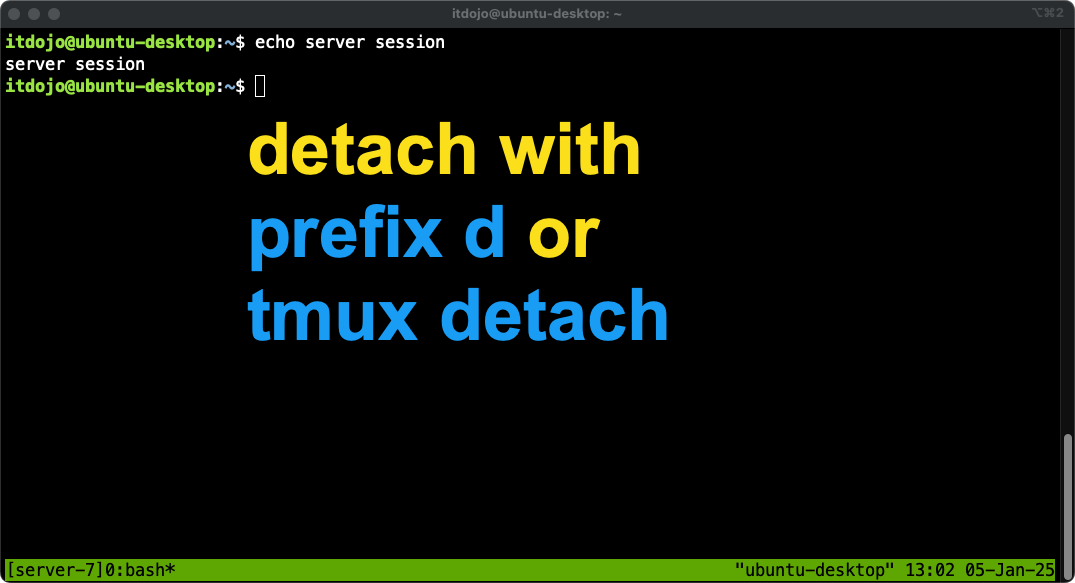 itdojo@ubuntu-desktop: ~
⌥⌘2
itdojo@ubuntu-desktop:~$ echo server session
server session
itdojo@ubuntu-desktop:~$
detach with
prefix d or
tmux detach
[server-7]0:bash* "ubuntu-desktop" 13:02 05-Jan-25